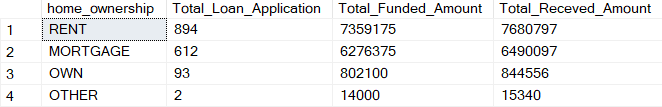 home_ownership Total_Loan_Application Total_Funded_Amount Total_Receved_Amount
1 RENT 894 7359175 7680797
2 MORTGAGE 612 6276375 6490097
3 OWN 93 802100 844556
4 OTHER 2 14000 15340